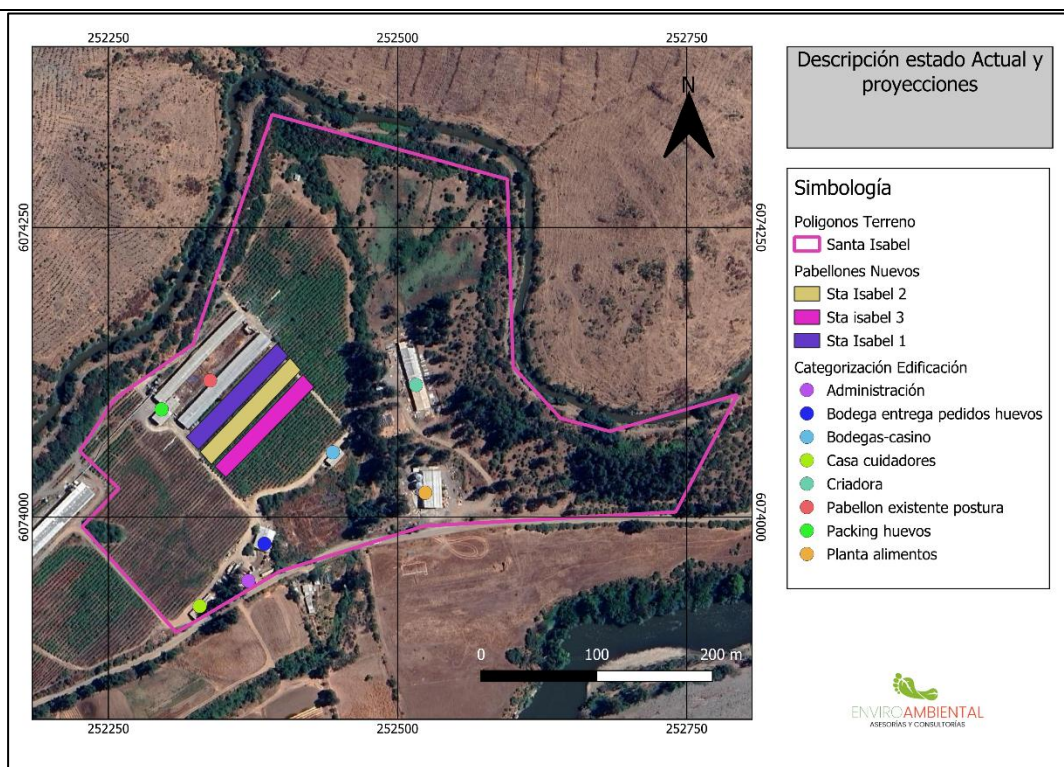 252250
252500
252750
6074250
6074000
N
6074250
6074000
0
100
200 m
252250
252500
252750
Descripción estado Actual y
proyecciones
Simbología
Poligonos Terreno
Santa Isabel
Pabellones Nuevos
Sta Isabel 2
Sta isabel 3
Sta Isabel 1
Categorización Edificación
Administración
Bodega entrega pedidos huevos
Bodegas-casino
Casa cuidadores
Criadora
Pabellon existente postura
Packing huevos
Planta alimentos
ENVIROAMBIENTAL
ASESORÍAS Y CONSULTORÍAS